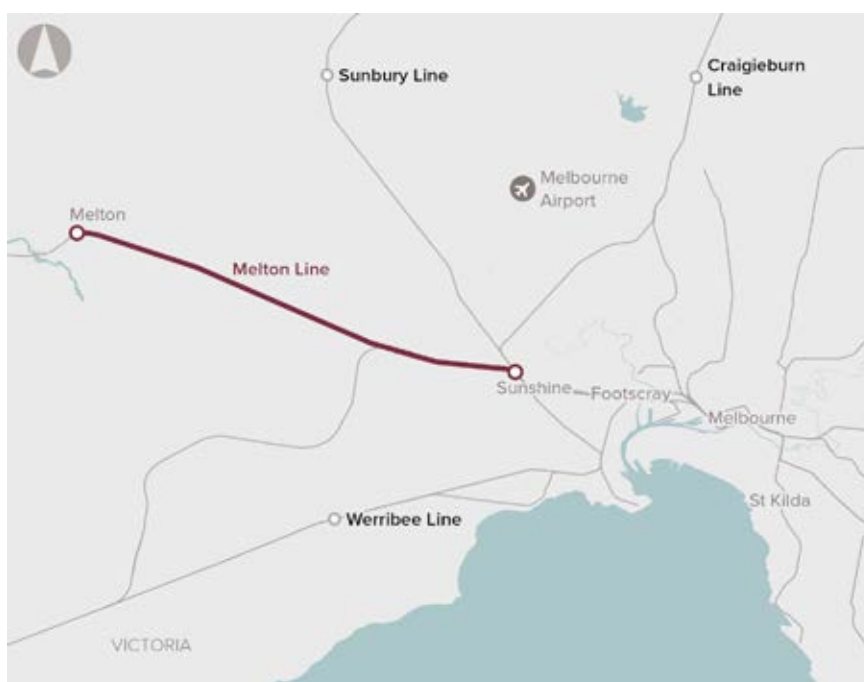 Sunbury Line
Craigieburn
Line
Melbourne
Airport
Melton
Melton Line
Sunshine
Footscray
Melbourne
St Kilda
Werribee Line
VICTORIA